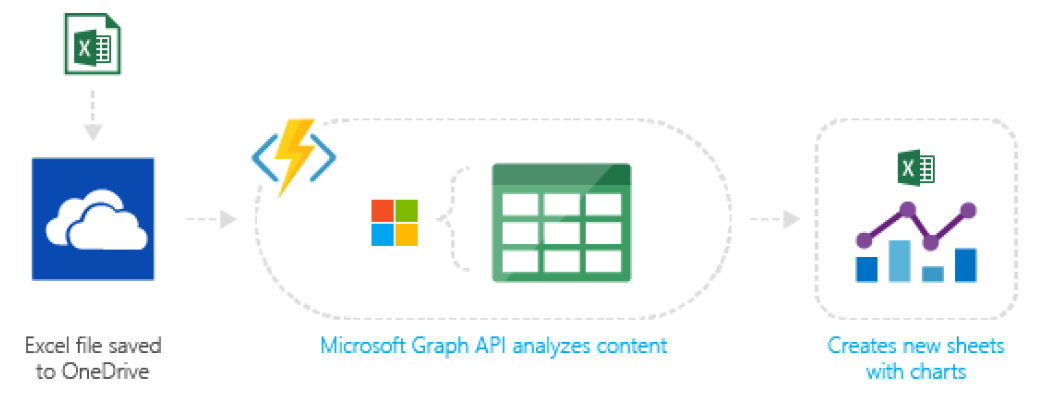 Excel file saved
to OneDrive
Microsoft Graph API analyzes content
Creates new sheets
with charts